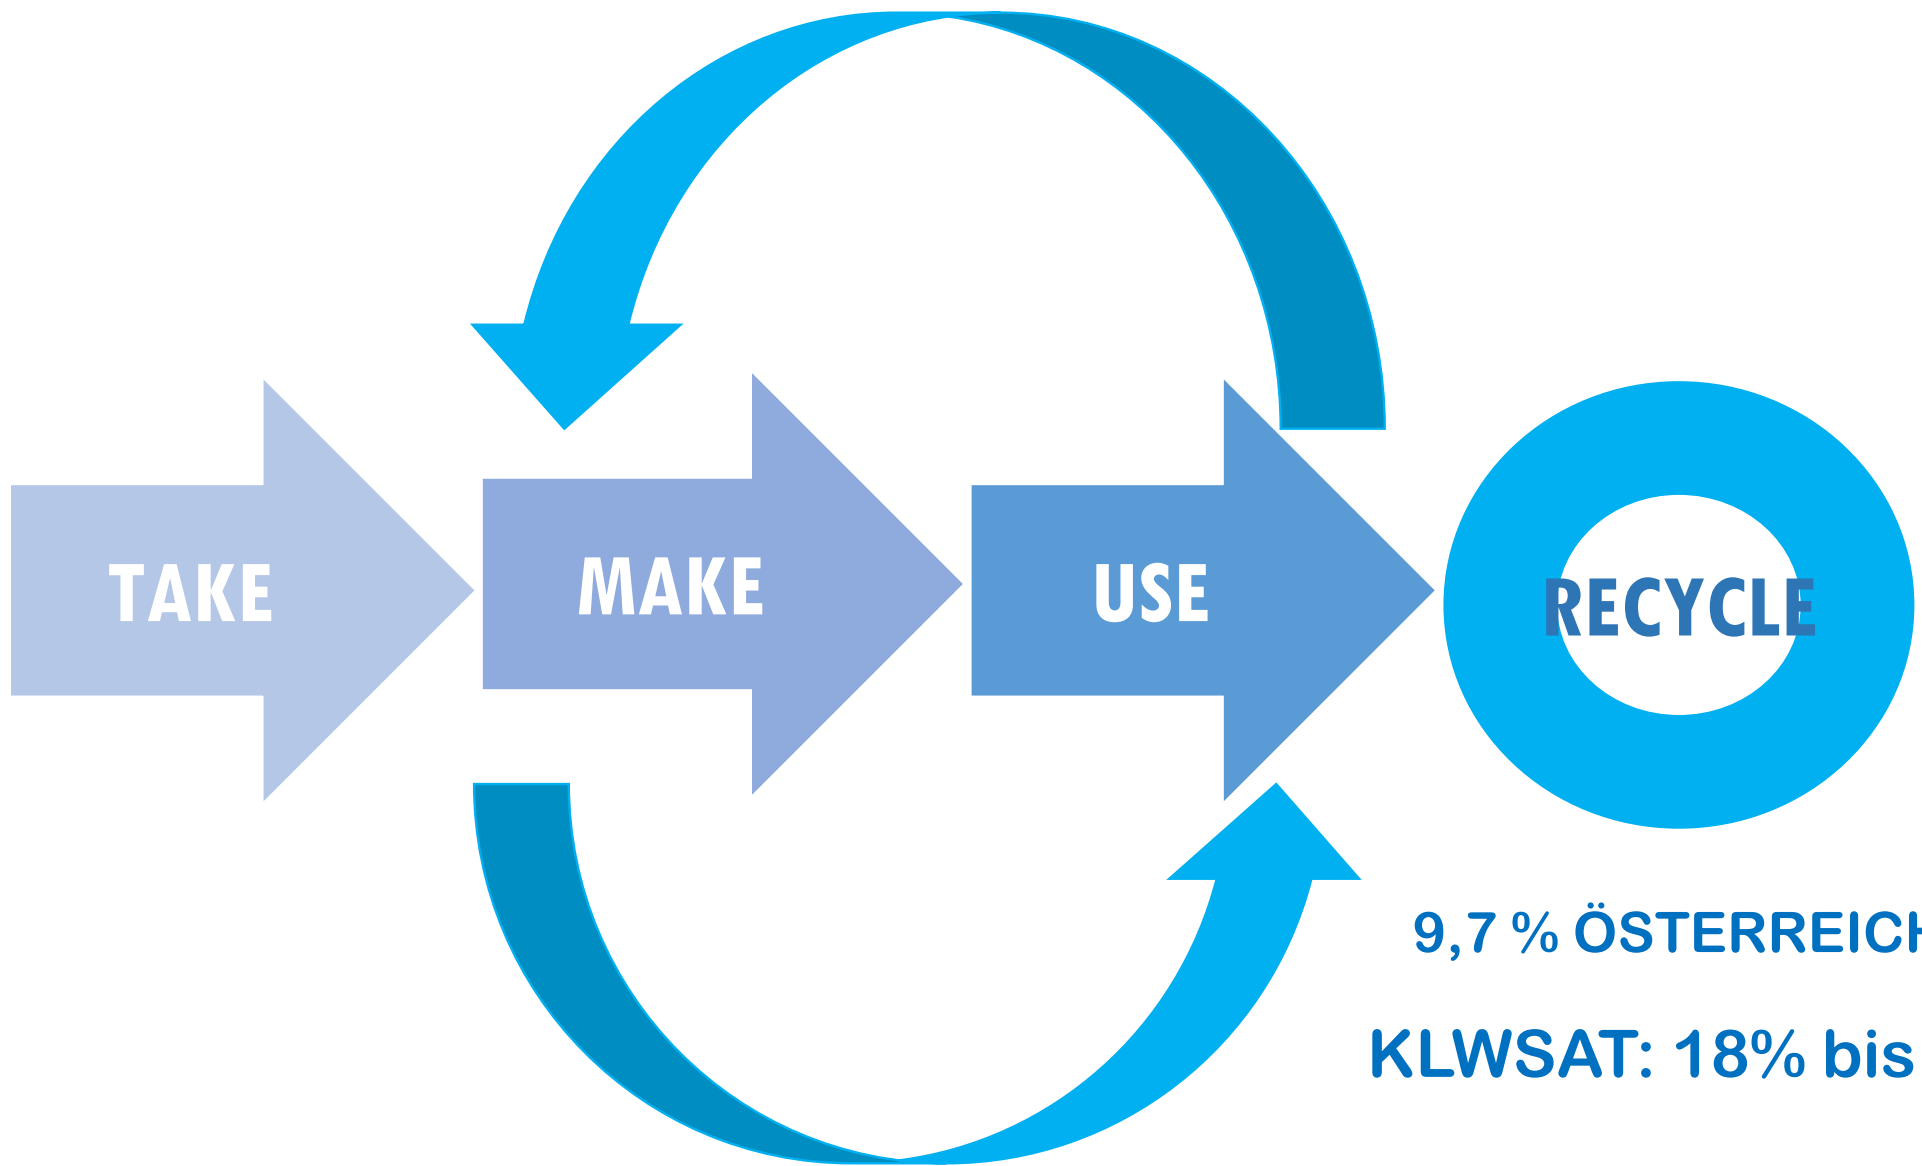 TAKE
MAKE
USE
RECYCLE
9,7 % ÖSTERREICH
KLWSAT: 18% bis